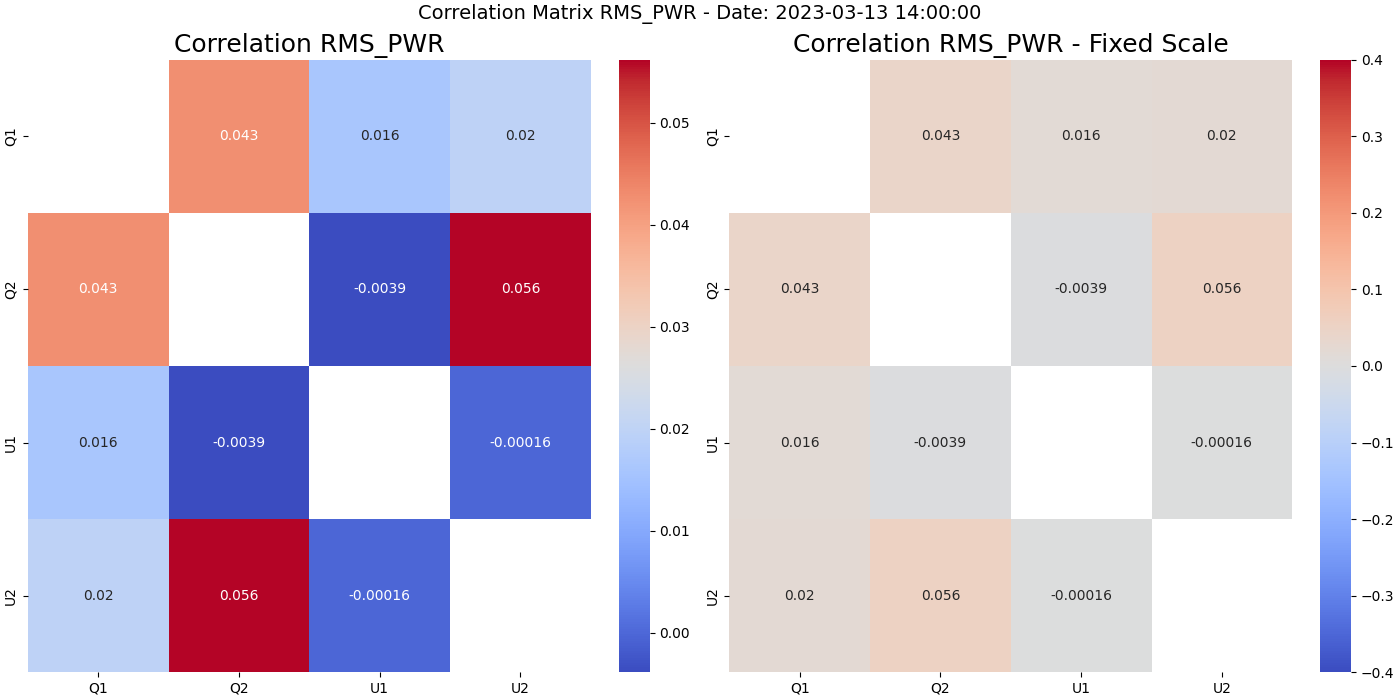 Correlation Matrix RMS_PWR - Date: 2023-03-13 14:00:00
Correlation RMS_PWR
Q1
0.043
0.016
0.02
Q2
0.043
-0.0039
0.056
U1
0.016
-0.0039
-0.00016
U2
0.02
0.056
-0.00016
Q1
Q2
U1
U2
0.05
0.04
0.03
0.02
0.01
0.00
Correlation RMS_PWR - Fixed Scale
Q1
0.043
0.016
0.02
Q2
0.043
-0.0039
0.056
U1
0.016
-0.0039
-0.00016
U2
0.02
0.056
-0.00016
Q1
Q2
U1
U2
0.4
0.3
0.2
0.1
0.0
−0.1
−0.2
−0.3
−0.4